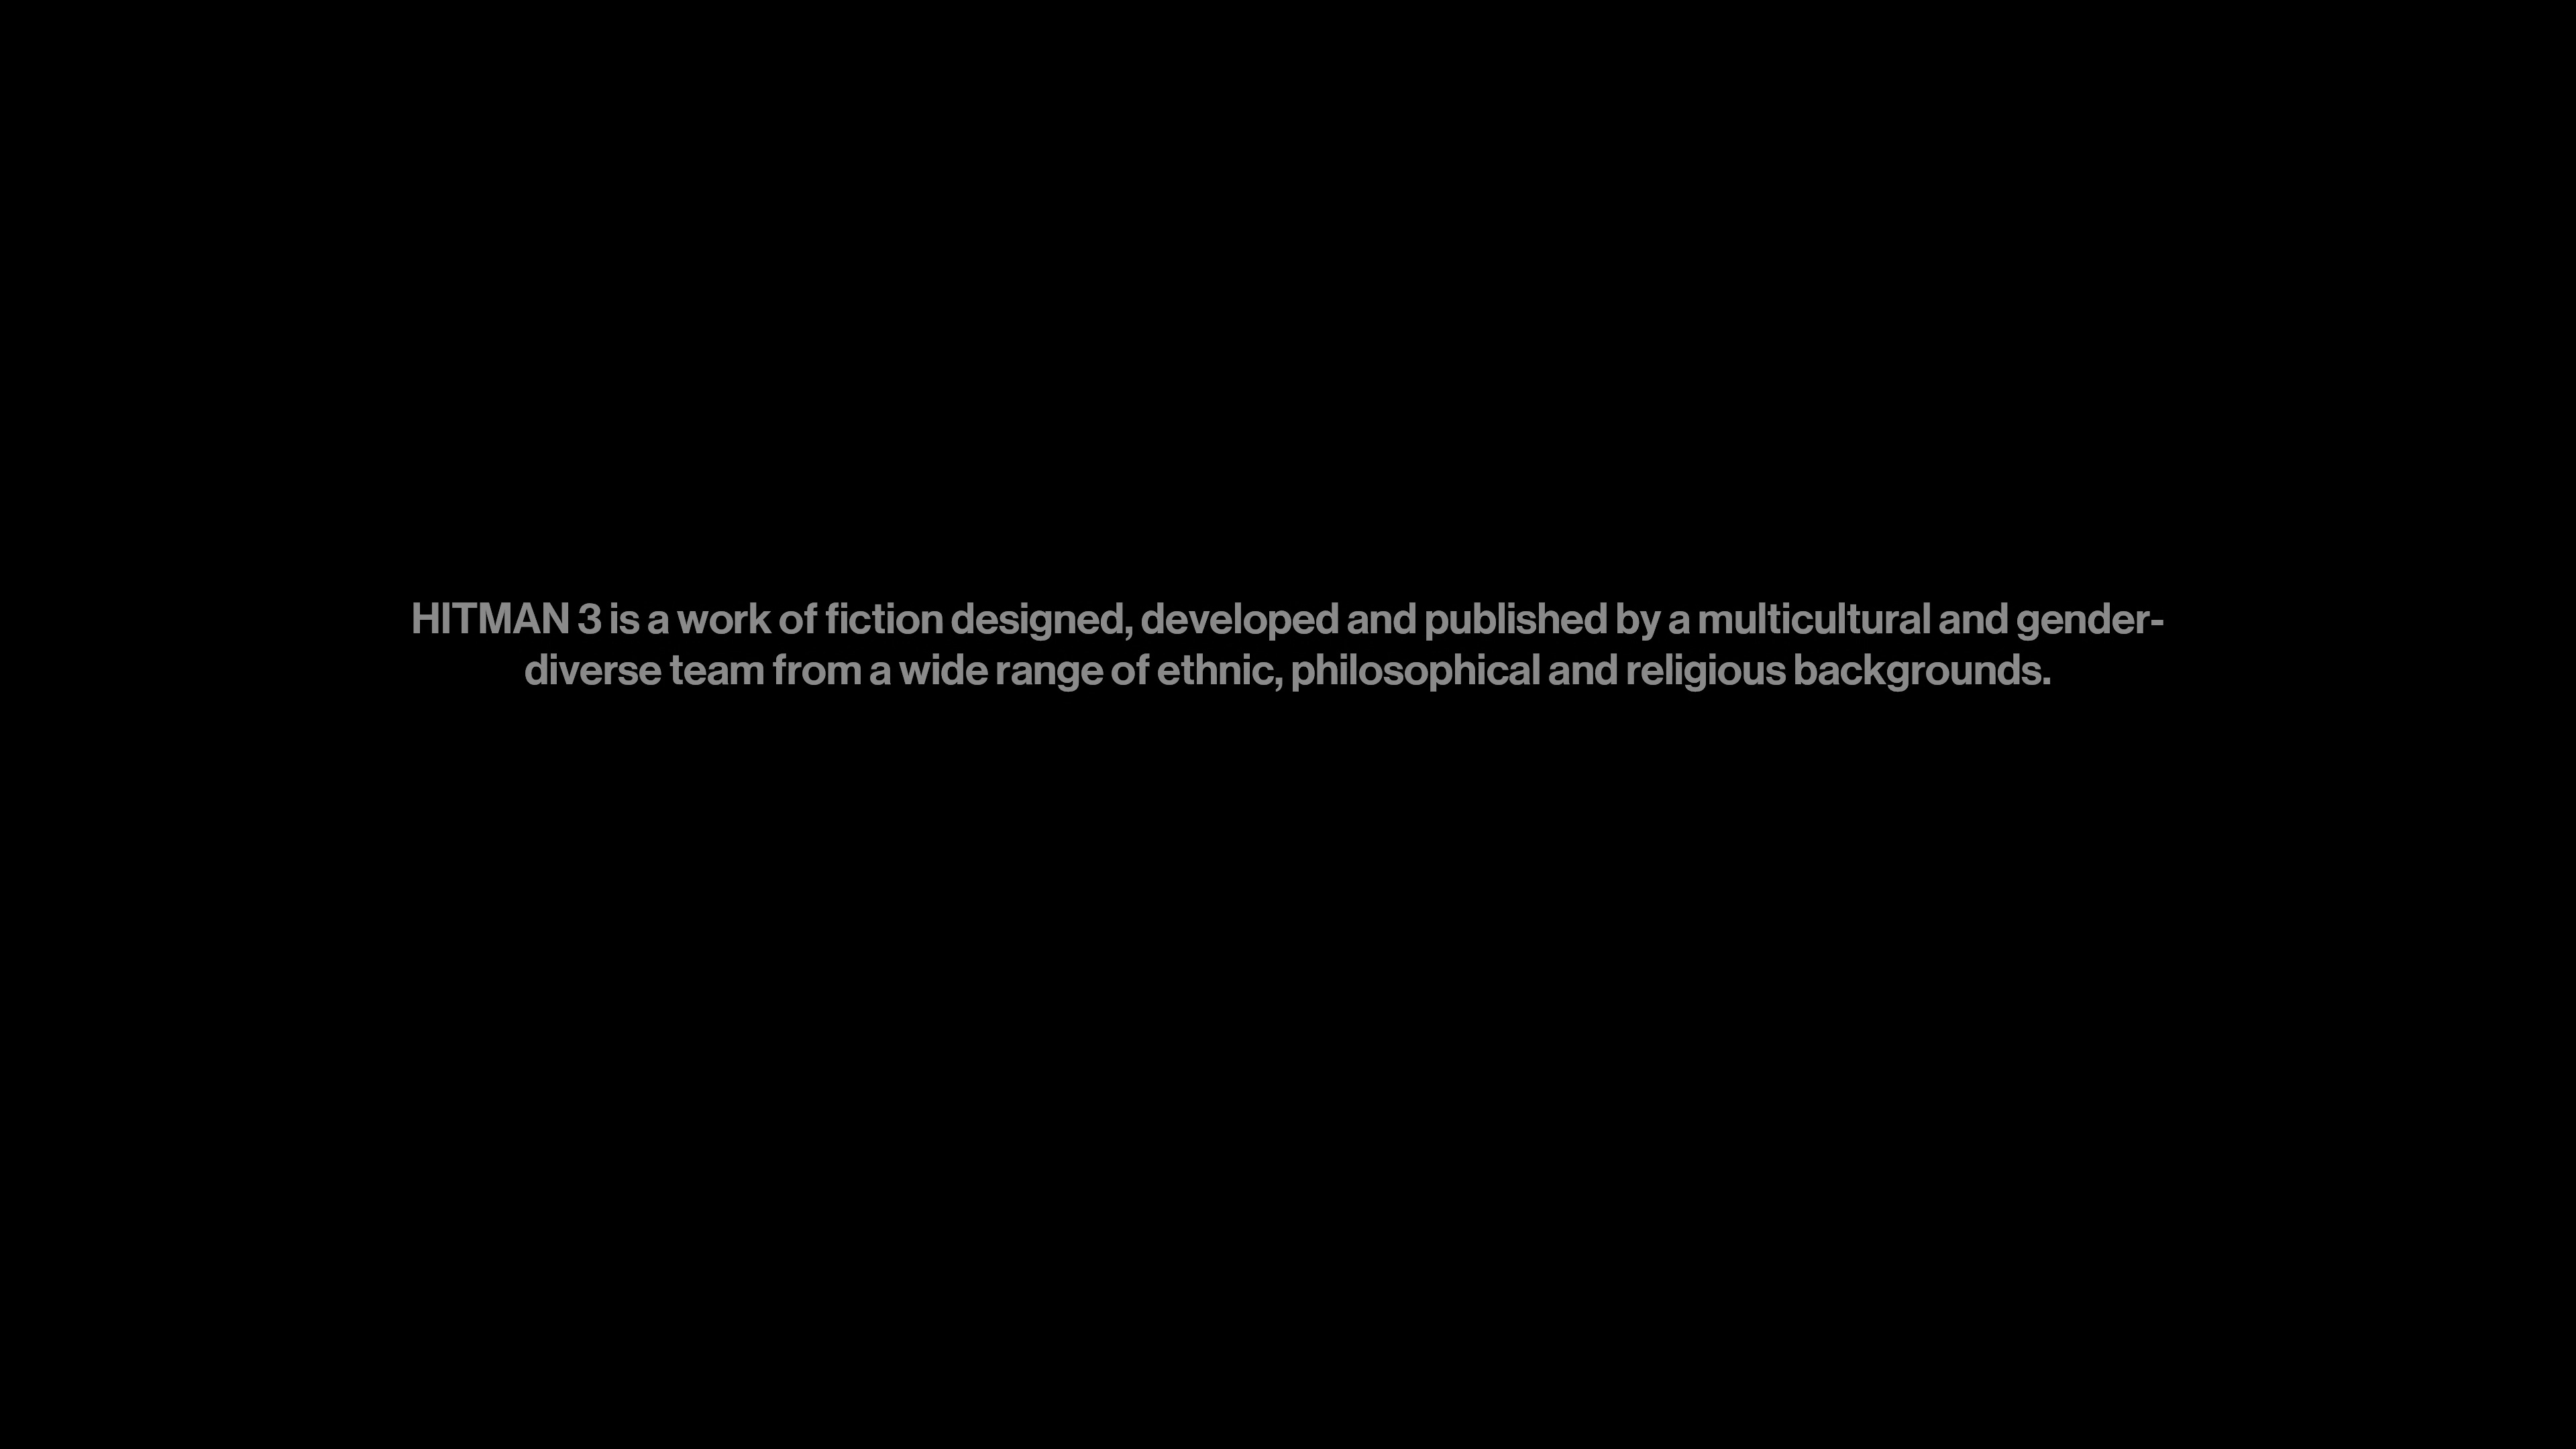 HITMAN 3 is a work of fiction designed, developed and published by a multicultural and gender-
diverse team from a wide range of ethnic, philosophical and religious backgrounds.